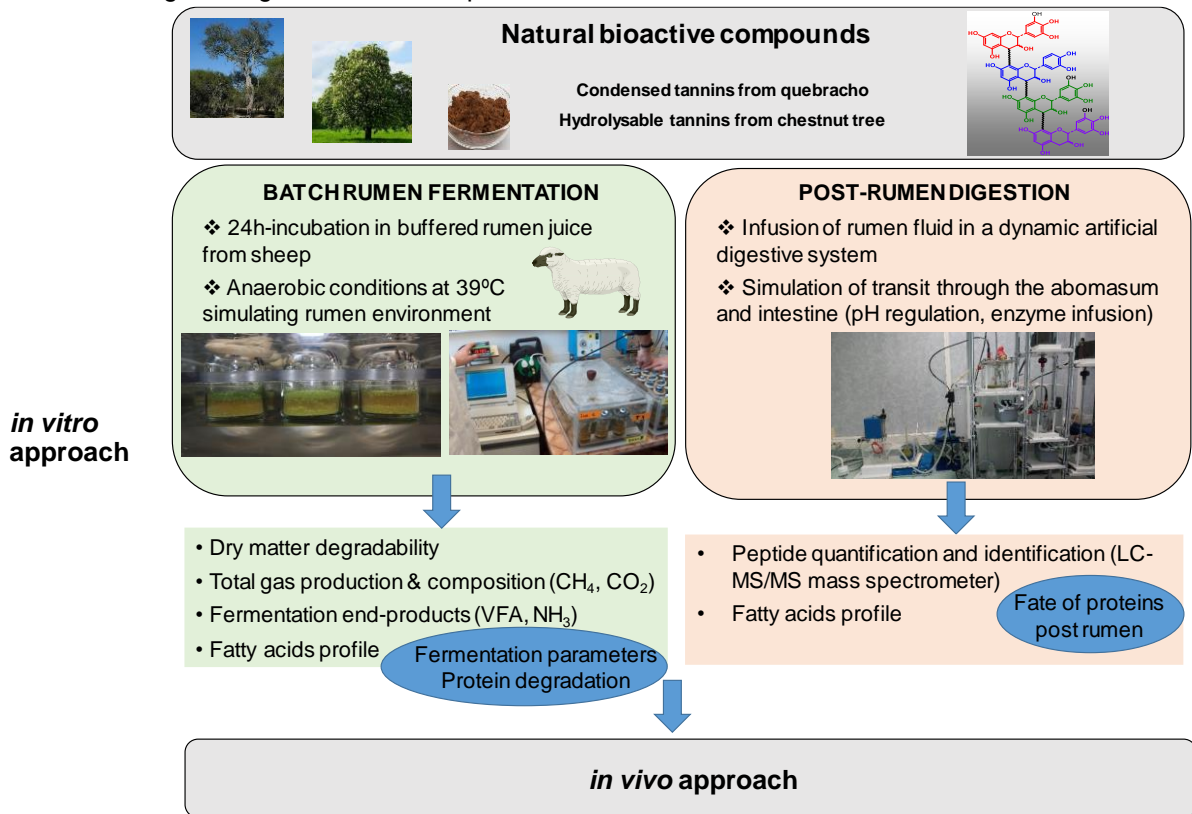 Natural bioactive compounds
Condensed tannins from quebracho
Hydrolysable tannins from chestnut tree
BATCH RUMEN FERMENTATION
❖ 24h-incubation in buffered rumen juice
from sheep
❖ Anaerobic conditions at 39ºC
simulating rumen environment
POST-RUMEN DIGESTION
❖ Infusion of rumen fluid in a dynamic artificial
digestive system
❖ Simulation of transit through the abomasum
and intestine (pH regulation, enzyme infusion)
in vitro
approach
• Dry matter degradability
• Total gas production & composition (CH₄, CO₂)
• Fermentation end-products (VFA, NH₃)
• Fatty acids profile
Fermentation parameters
Protein degradation
• Peptide quantification and identification (LC-
MS/MS mass spectrometer)
• Fatty acids profile
Fate of proteins
post rumen
in vivo approach